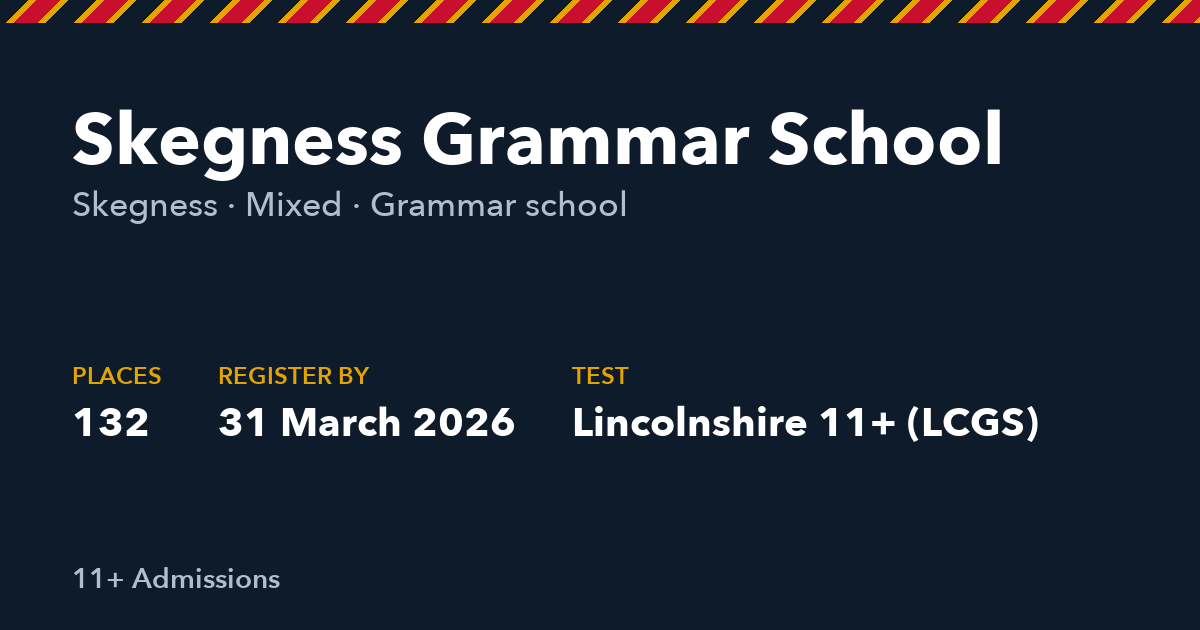 Skegness Grammar School
Skegness · Mixed · Grammar school
PLACES
132
REGISTER BY
31 March 2026
TEST
Lincolnshire 11+ (LCGS)
11+ Admissions